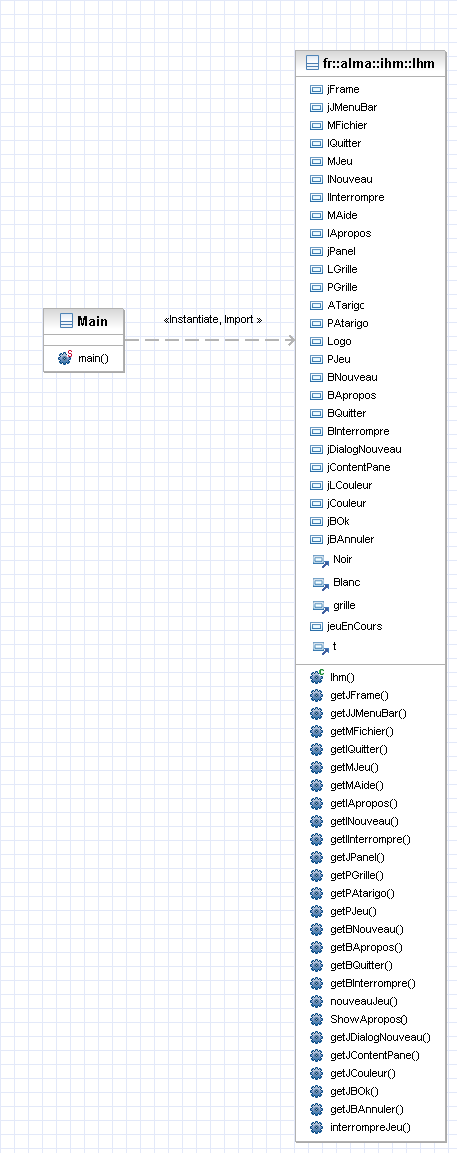 fr::alma::ihm::Ihm
jFrame
jJMenuBar
MFichier
IQuitter
MJeu
INouveau
IInterrompre
MAide
IApropos
jPanel
LGrille
PGrille
ATarigo
PAtarigo
Logo
PJeu
BNouveau
BApropos
BQuitter
BInterrompre
jDialogNouveau
jContentPane
jLCouleur
jCouleur
jBOk
jBAnnuler
Noir
Blanc
grille
jeuEnCours
t
Ihm()
getJFrame()
getJJMenuBar()
getMFichier()
getIQuitter()
getMJeu()
getMAide()
getIApropos()
getINouveau()
getIInterrompre()
getJPanel()
getPGrille()
getPAtarigo()
getPJeu()
getBNouveau()
getBApropos()
getBQuitter()
getBInterrompre()
nouveauJeu()
ShowApropos()
getJDialogNouveau()
getJContentPane()
getJCouleur()
getJBOk()
getJBAnnuler()
interrompreJeu()
Main
main()
«Instantiate, Import »